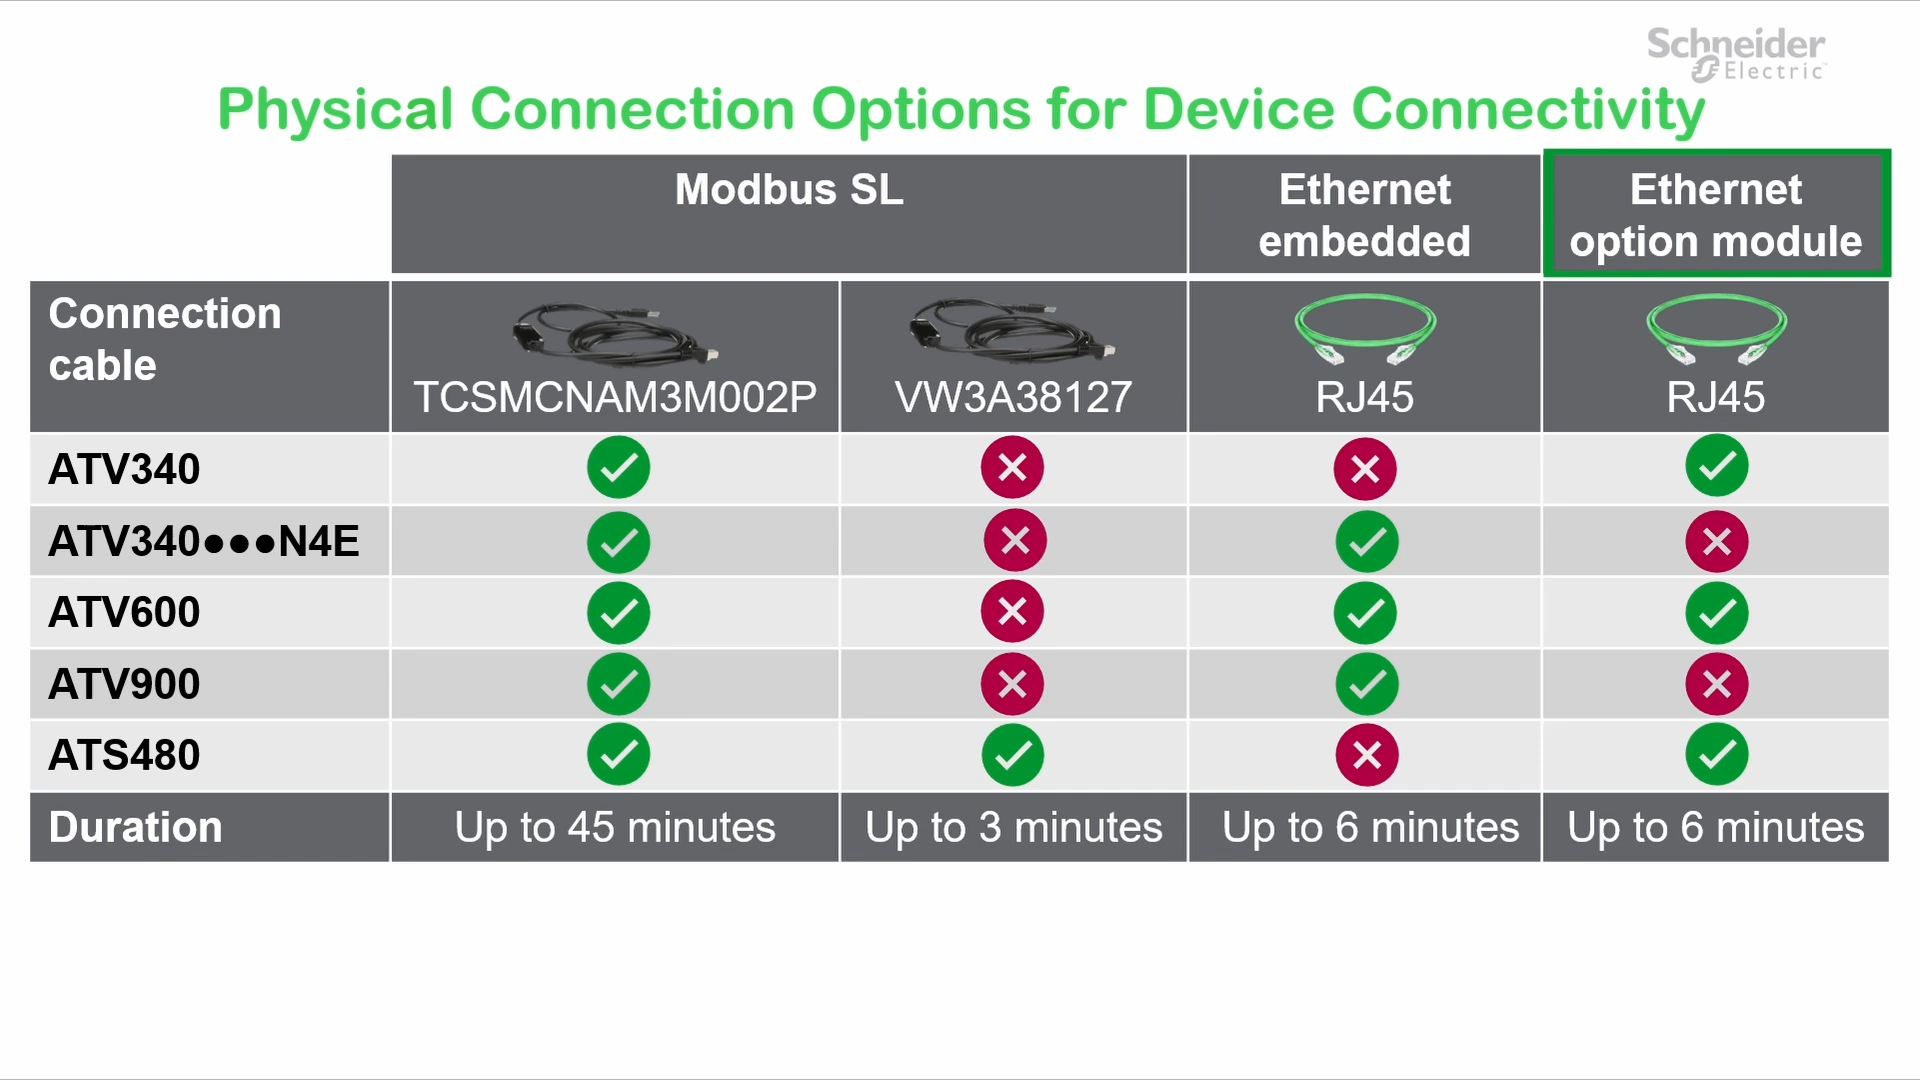 Schneider
Electric
Physical Connection Options for Device Connectivity
Modbus SL
Ethernet
embedded
Ethernet
option module
Connection
cable
TCSMCNAM3M002P
VW3A38127
RJ45
RJ45
ATV340
ATV340●●●N4E
ATV600
ATV900
ATS480
Duration
Up to 45 minutes
Up to 3 minutes
Up to 6 minutes
Up to 6 minutes